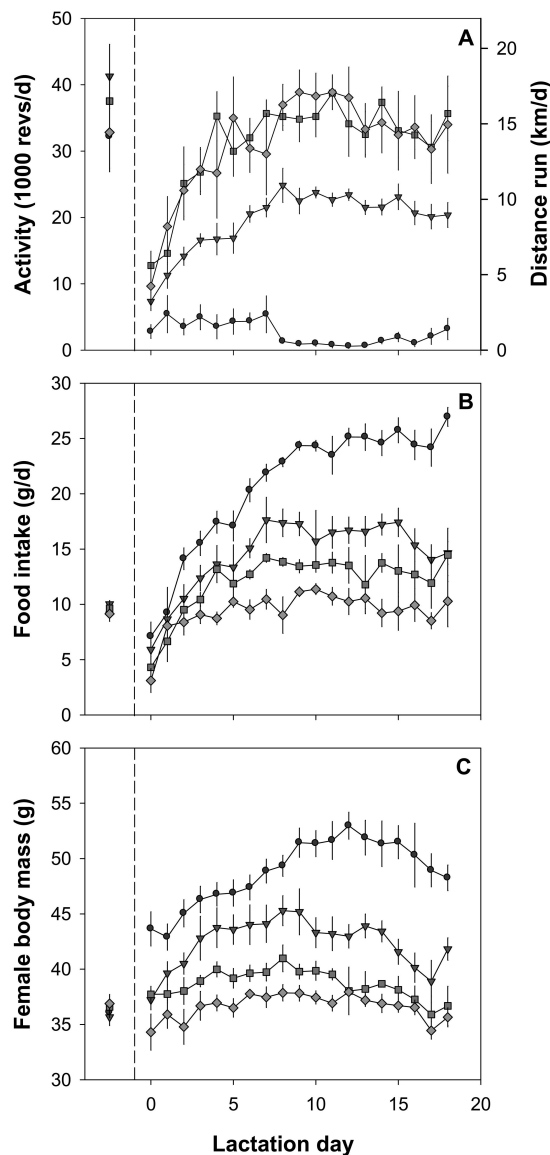 A
50
40
30
20
10
0
Activity (1000 revs/d)
20
15
10
5
0
Distance run (km/d)
B
30
25
20
15
10
5
0
Food intake (g/d)
C
60
55
50
45
40
35
30
Female body mass (g)
0 5 10 15 20
Lactation day